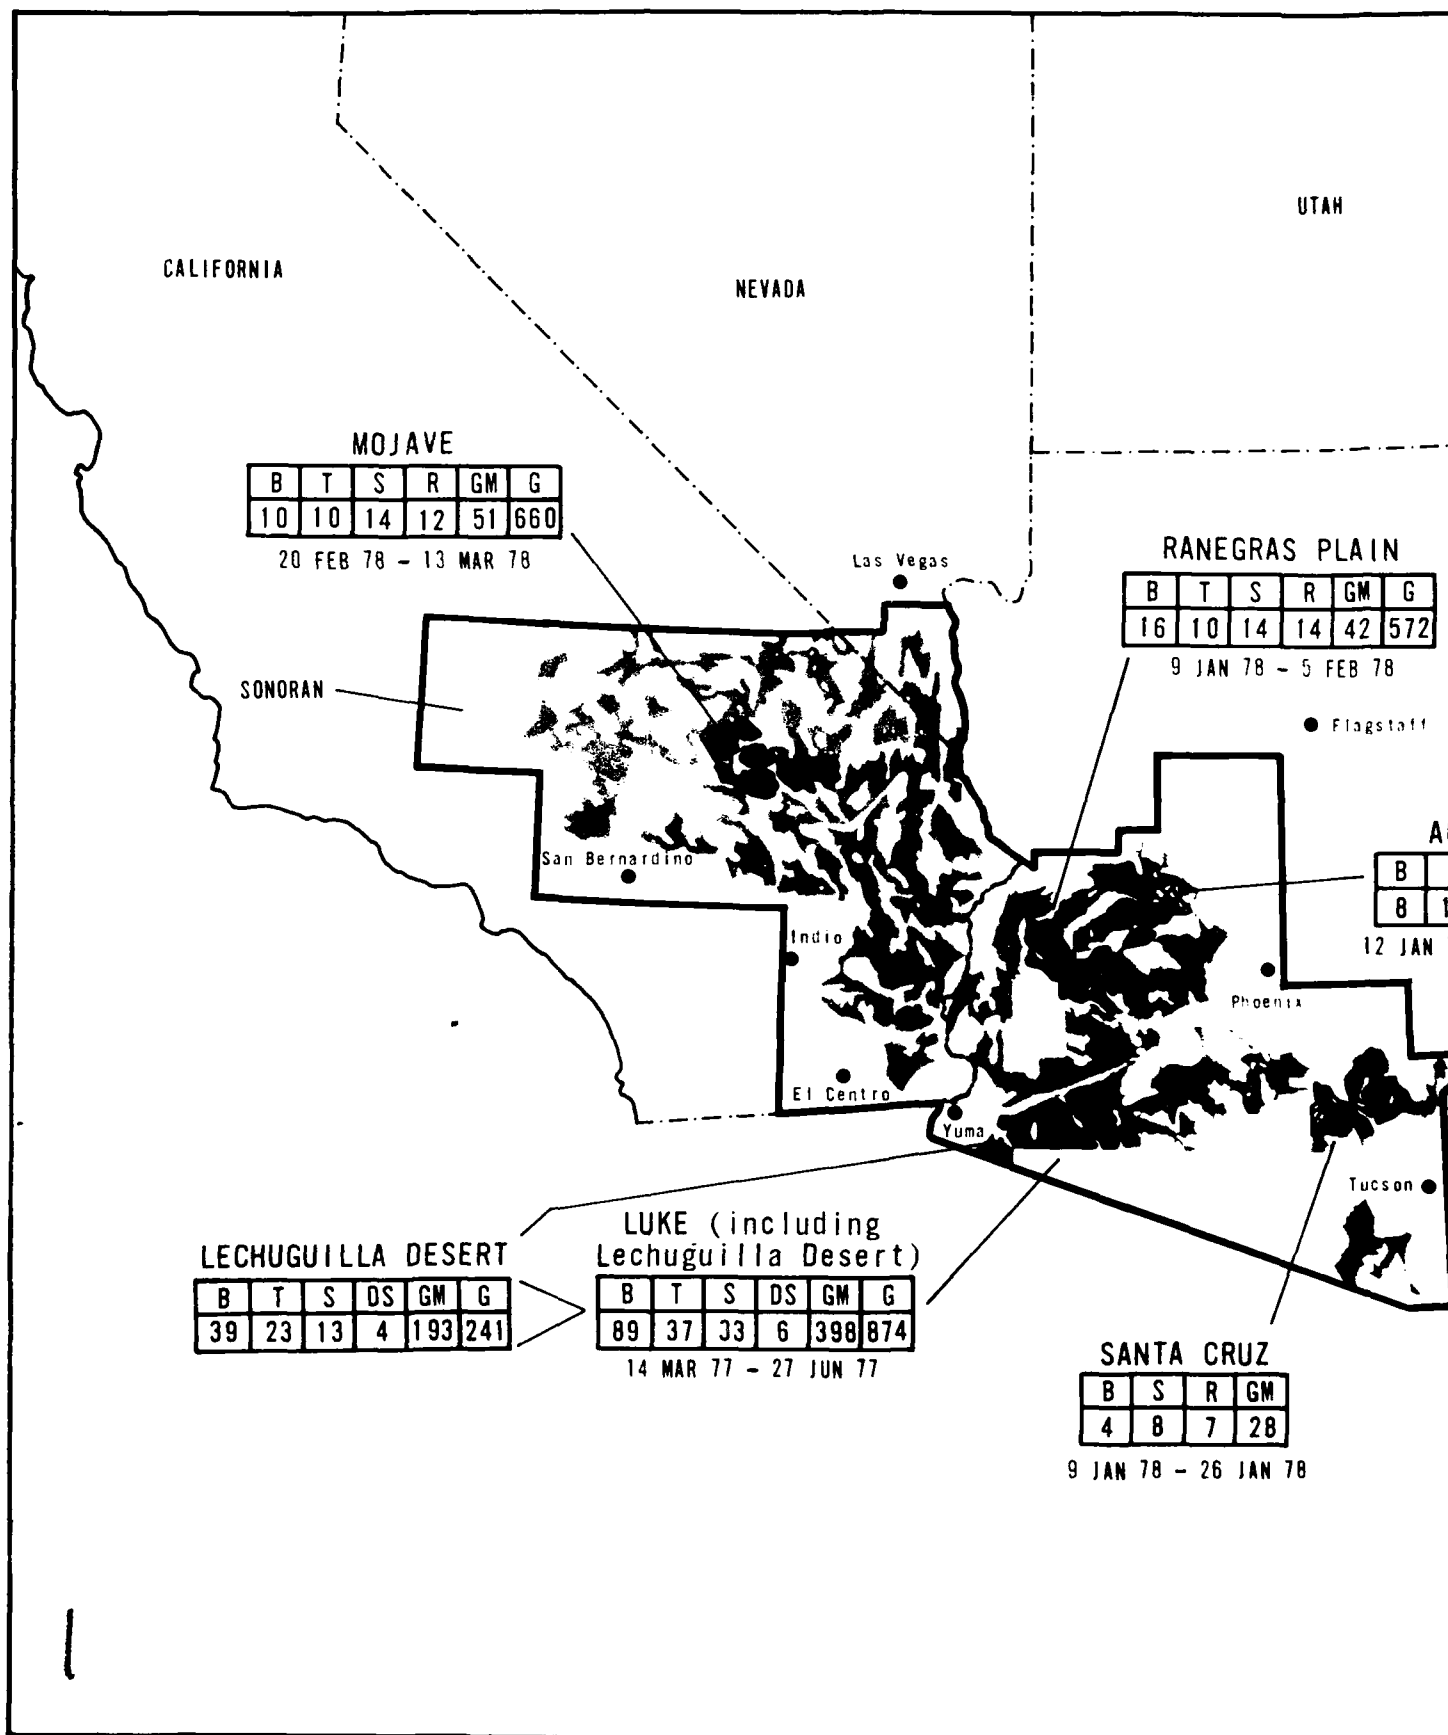 UTAH
CALIFORNIA
NEVADA
MOJAVE
B T S R GM G
10 10 14 12 51 660
20 FEB 78 - 13 MAR 78
Las Vegas
RANEGRAS PLAIN
B T S R GM G
16 10 14 14 42 572
9 JAN 78 - 5 FEB 78
SONORAN
Flagstaff
San Bernardino
B
8
12 JAN
Indio
Phoenix
El Centro
Yuma
Tucson
LECHUGUILLA DESERT
B T S DS GM G
39 23 13 4 193 241
LUKE (including
Lechuguilla Desert)
B T S DS GM G
89 37 33 6 398 874
14 MAR 77 - 27 JUN 77
SANTA CRUZ
B S R GM
4 8 7 28
9 JAN 78 - 26 JAN 78